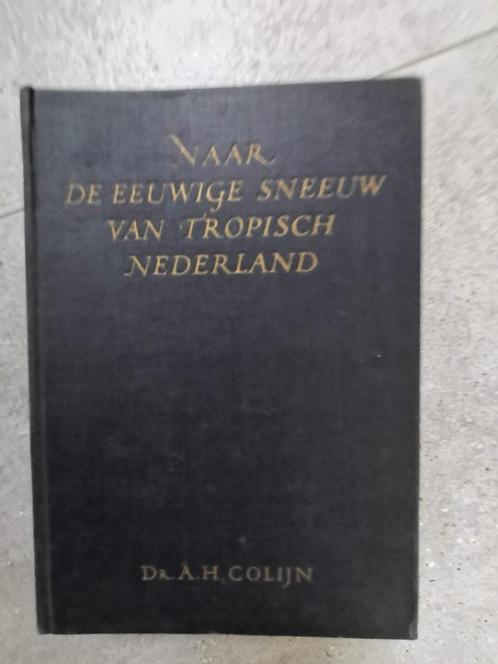 NAAR
DE EEUWIGE SNEEUW
VAN TROPISCH
NEDERLAND
DR. A. H. COLIJN